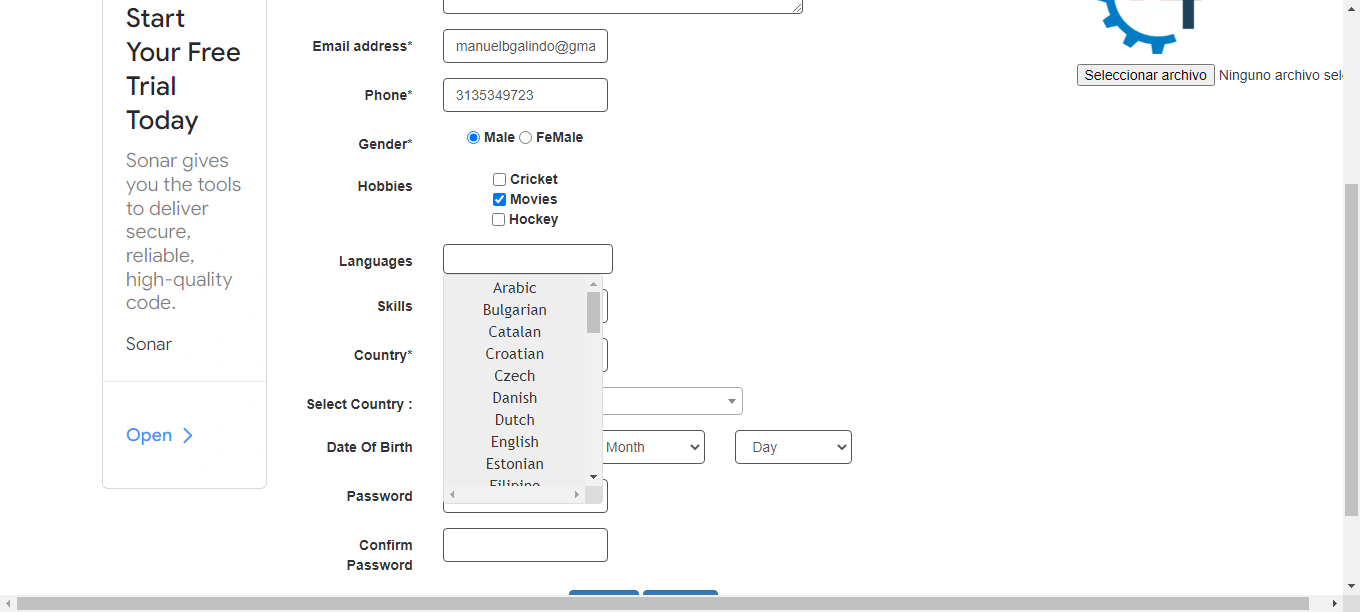 Start
Your Free
Trial
Today
Sonar gives
you the tools
to deliver
secure,
reliable,
high-quality
code.
Sonar
Open
Email address*
manuelbgalindo@gma
Phone*
3135349723
Gender*
Male FeMale
Hobbies
Cricket
Movies
Hockey
Languages
Arabic
Bulgarian
Catalan
Croatian
Czech
Danish
Dutch
English
Estonian
Filipino
Skills
Country*
Select Country :
Date Of Birth
Month
Day
Password
Confirm
Password
Seleccionar archivo Ninguno archivo sel